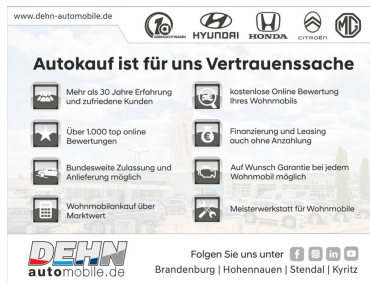 www.dehn-automobile.de
1a
GEBRAUCHTWAGEN
HYUNDAI
HONDA
CITROËN
MG
Autokauf ist für uns Vertrauenssache
Mehr als 30 Jahre Erfahrung
und zufriedene Kunden
kostenlose Online Bewertung
Ihres Wohnmobils
Über 1.000 top online
Bewertungen
Finanzierung und Leasing
auch ohne Anzahlung
Bundesweite Zulassung und
Anlieferung möglich
Auf Wunsch Garantie bei jedem
Wohnmobil möglich
Wohnmobilankauf über
Marktwert
Meisterwerkstatt für Wohnmobile
DEHN
automobile.de
Folgen Sie uns unter
Brandenburg | Hohennauen | Stendal | Kyritz